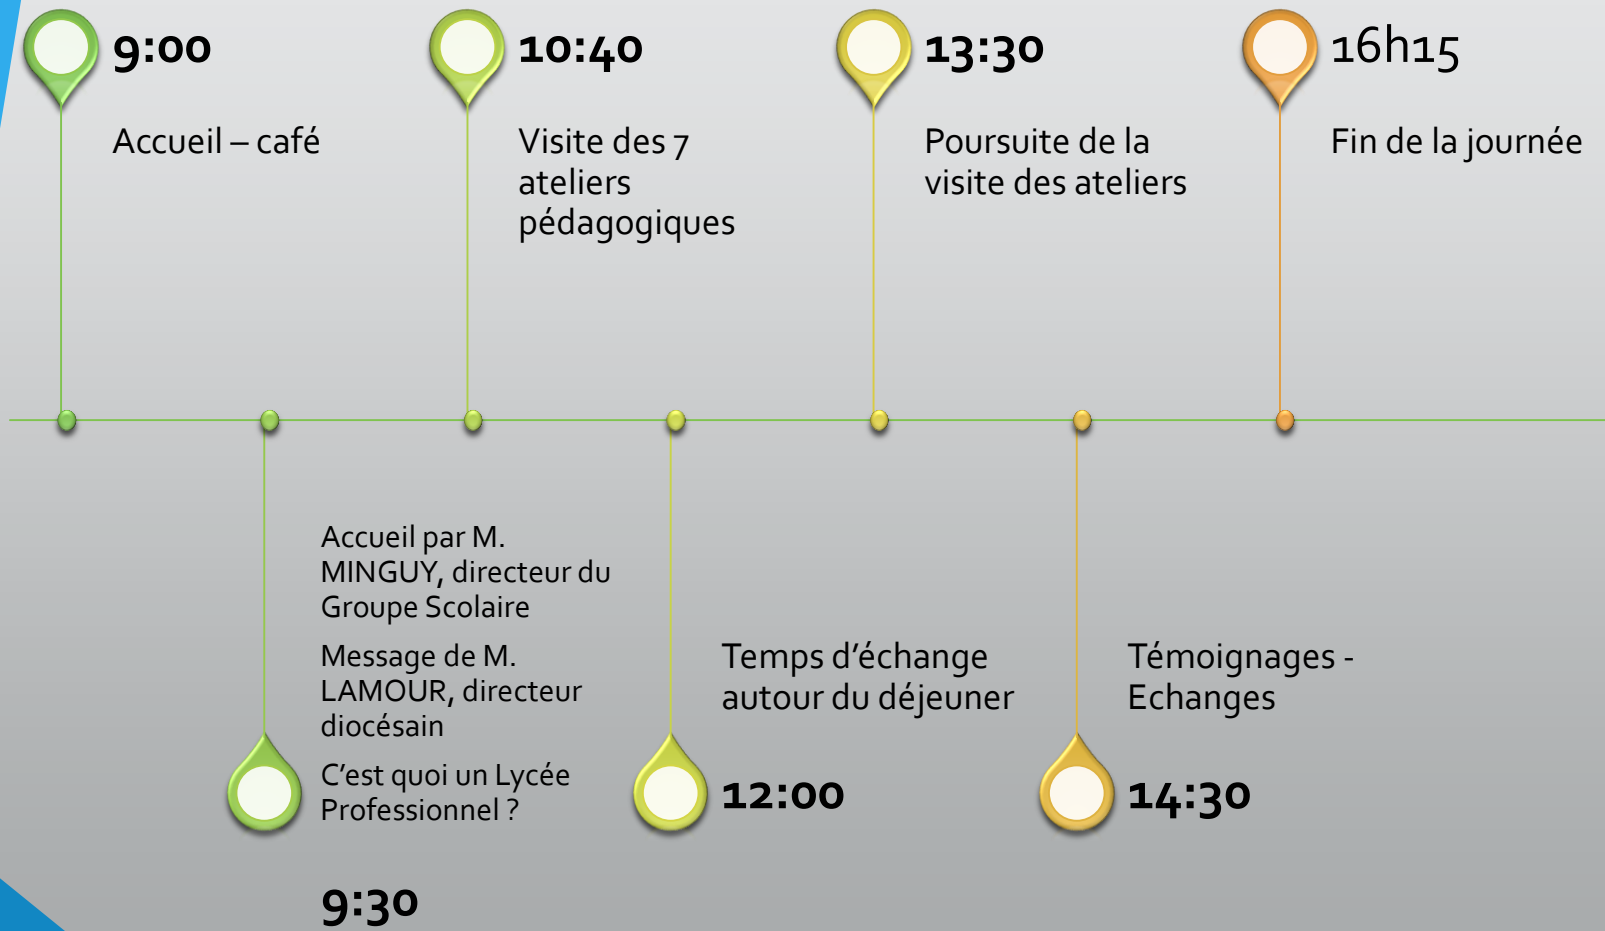 9:00
Accueil – café
10:40
Visite des 7
ateliers
pédagogiques
13:30
Poursuite de la
visite des ateliers
16h15
Fin de la journée
Accueil par M.
MINGUY, directeur du
Groupe Scolaire
Message de M.
LAMOUR, directeur
diocésain
C'est quoi un Lycée
Professionnel ?
9:30
Temps d’échange
autour du déjeuner
12:00
Témoignages -
Echanges
14:30